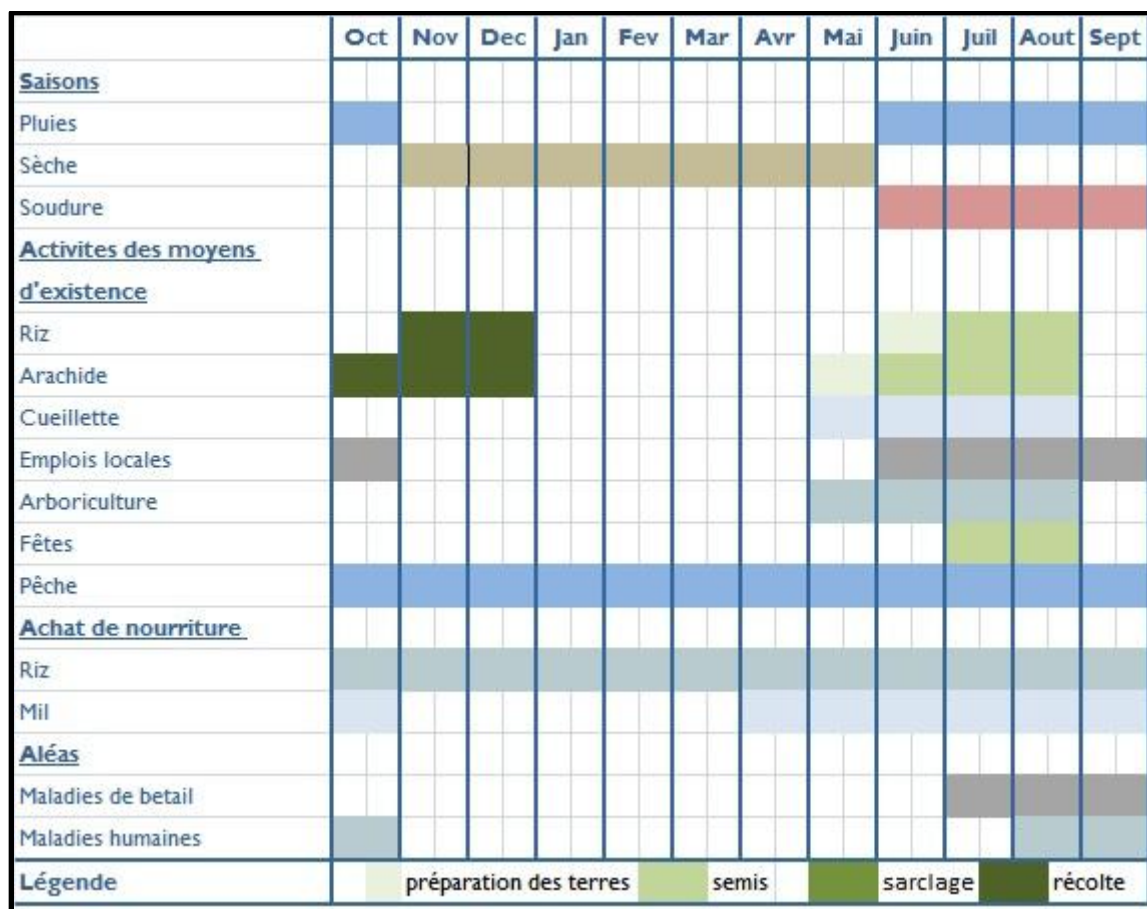 Oct Nov Dec Jan Fev Mar Avr Mai Juin Juil Aout Sept
Saisons
Pluies
Sèche
Soudure
Activites des moyens
d'existence
Riz
Arachide
Cueillette
Emplois locales
Arboriculture
Fêtes
Pêche
Achat de nourriture
Riz
Mil
Aléas
Maladies de betail
Maladies humaines
Légende préparation des terres semis sarclage récolte